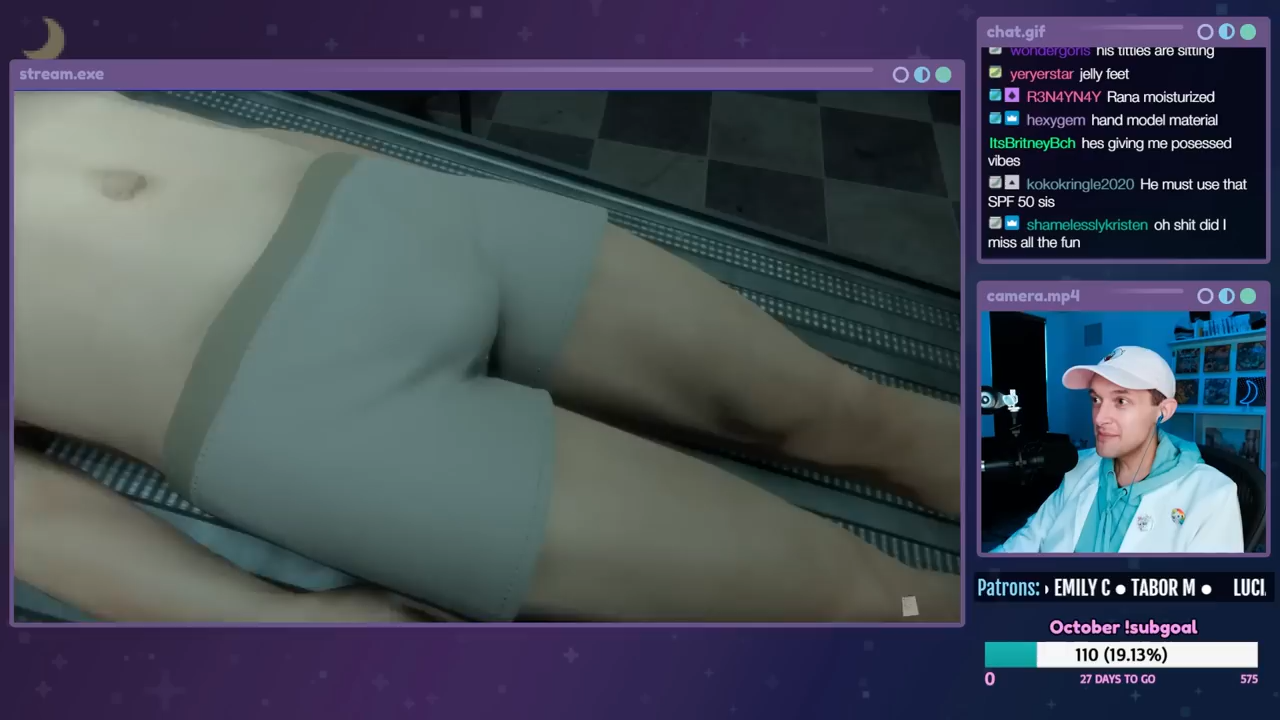 stream.exe
chat.gif
wondergoris his titties are sitting
yeryerstar jelly feet
R3N4YN4Y Rana moisturized
hexygem hand model material
ItsBritneyBch hes giving me posessed
vibes
kokokringle2020 He must use that
SPF 50 sis
shamelesslykristen oh shit did I
miss all the fun
camera.mp4
Patrons: EMILY C ● TABOR M ● LUCI
October !subgoal
110 (19.13%)
0 27 DAYS TO GO 575